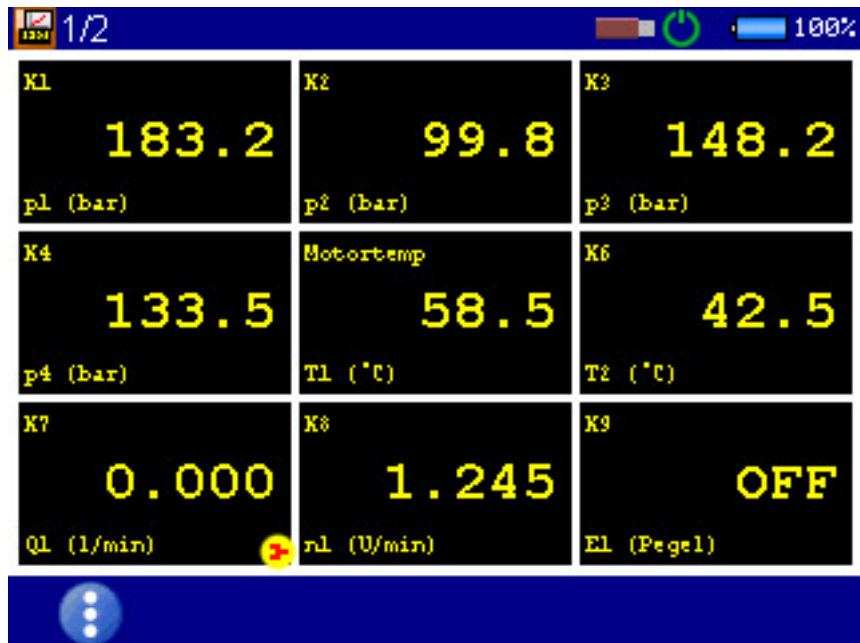 1/2 100%
K1 K2 K3
183.2 99.8 148.2
p1 (bar) p2 (bar) p3 (bar)
K4 Motortemp K6
133.5 58.5 42.5
p4 (bar) T1 (°C) T2 (°C)
K7 K8 K9
0.000 1.245 OFF
Q1 (l/min) n1 (U/min) E1 (Pegel)